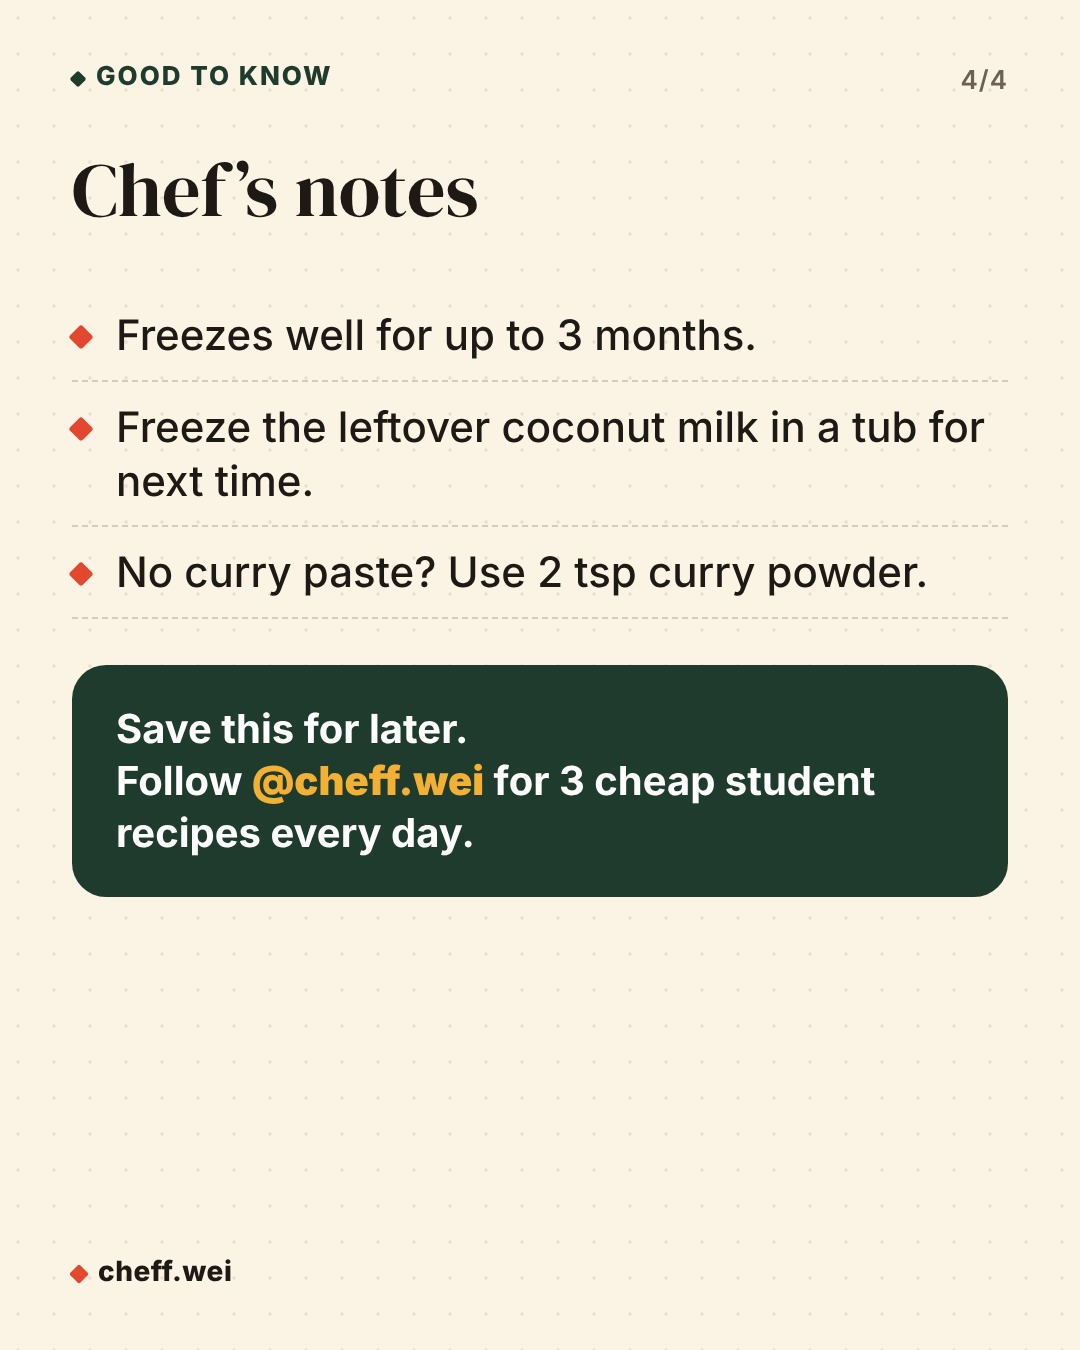 GOOD TO KNOW
4/4
Chef’s notes
Freezes well for up to 3 months.
Freeze the leftover coconut milk in a tub for
next time.
No curry paste? Use 2 tsp curry powder.
Save this for later.
Follow @cheff.wei for 3 cheap student
recipes every day.
cheff.wei